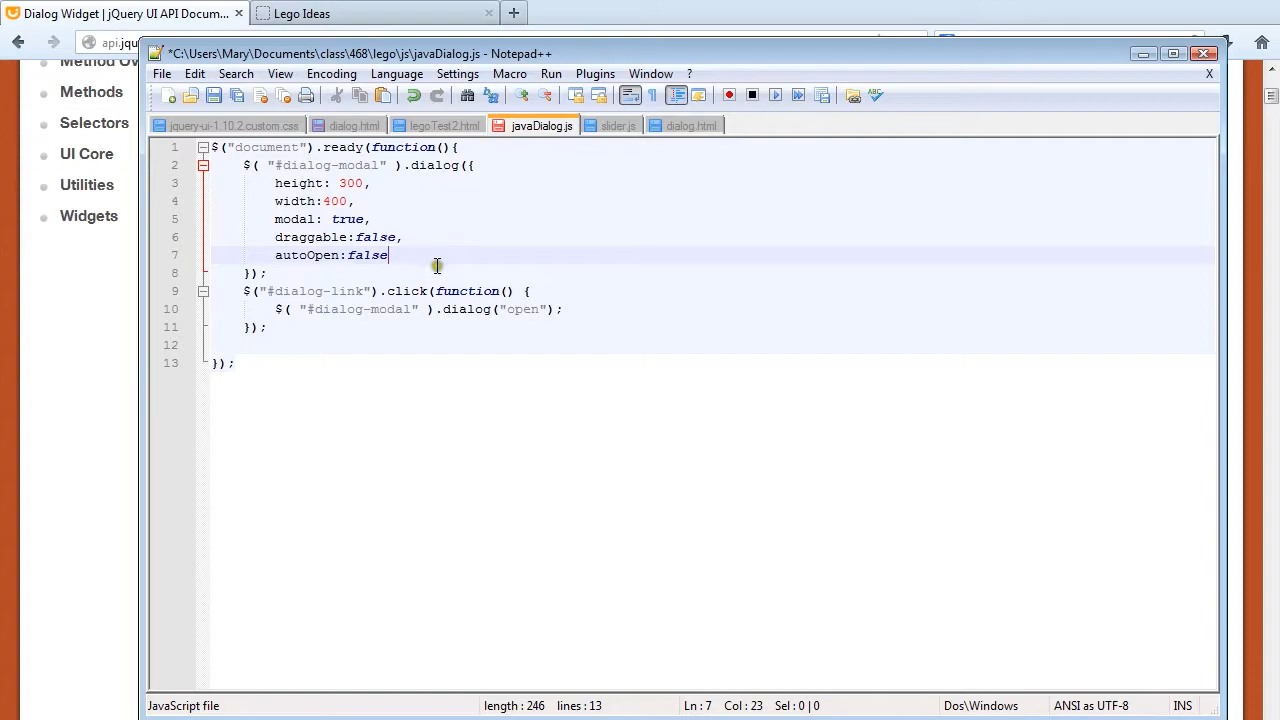 Dialog Widget | jQuery UI API Docum...
Lego Ideas
api.jqu
*C:\Users\Mary\Documents\class\468\lego\js\javaDialog.js - Notepad++
File Edit Search View Encoding Language Settings Macro Run Plugins Window ? X
jquery-ui-1.10.2.custom.css dialog.html legoTest2.html javaDialog.js slider.js dialog.html
Method Ov
Methods
Selectors
UI Core
Utilities
Widgets
1 $("document").ready(function(){
2 $( "#dialog-modal" ).dialog({
3 height: 300,
4 width:400,
5 modal: true,
6 draggable:false,
7 autoOpen:false
8 });
9 $("#dialog-link").click(function() {
10 $( "#dialog-modal" ).dialog("open");
11 });
12
13 });
JavaScript file length : 246 lines : 13 Ln : 7 Col : 23 Sel : 0 | 0 Dos\Windows ANSI as UTF-8 INS